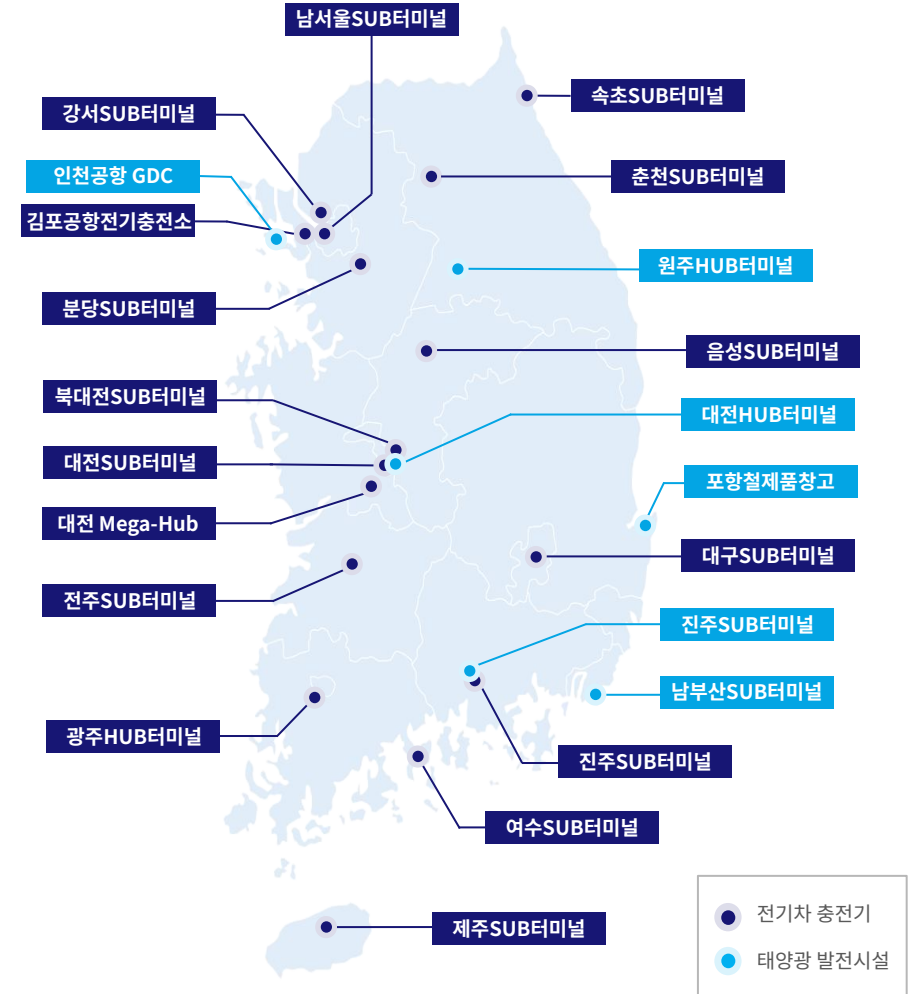 남서울SUB터미널
속초SUB터미널
강서SUB터미널
인천공항 GDC
춘천SUB터미널
김포공항전기충전소
원주HUB터미널
분당SUB터미널
음성SUB터미널
북대전SUB터미널
대전HUB터미널
대전SUB터미널
포항철제품창고
대전 Mega-Hub
대구SUB터미널
전주SUB터미널
진주SUB터미널
남부산SUB터미널
광주HUB터미널
진주SUB터미널
여수SUB터미널
제주SUB터미널
전기차 충전기
태양광 발전시설